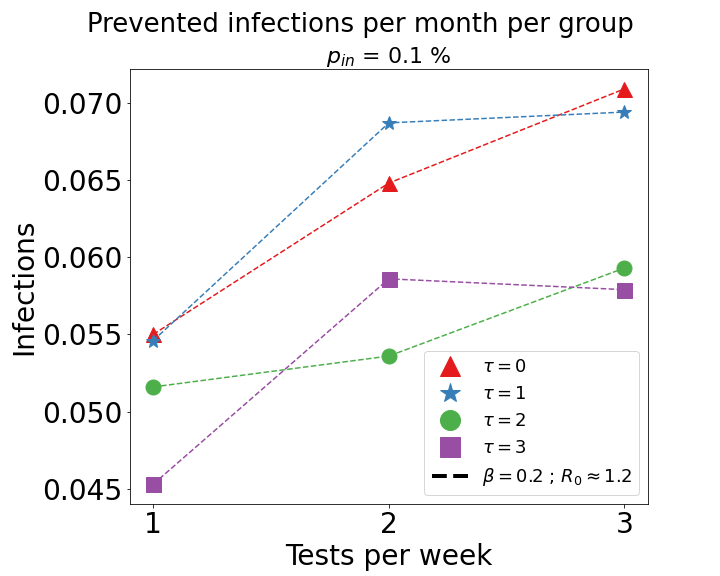 Prevented infections per month per group
p_in = 0.1 %
0.070
0.065
0.060
0.055
0.050
0.045
Infections
1 2 3
Tests per week
τ = 0
τ = 1
τ = 2
τ = 3
β = 0.2 ; R₀ ≈ 1.2